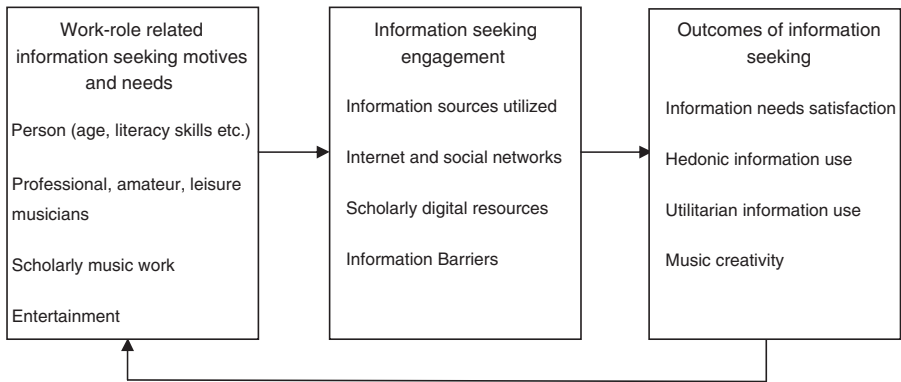 Work-role related
information seeking motives
and needs
Person (age, literacy skills etc.)
Professional, amateur, leisure
musicians
Scholarly music work
Entertainment
Information seeking
engagement
Information sources utilized
Internet and social networks
Scholarly digital resources
Information Barriers
Outcomes of information
seeking
Information needs satisfaction
Hedonic information use
Utilitarian information use
Music creativity